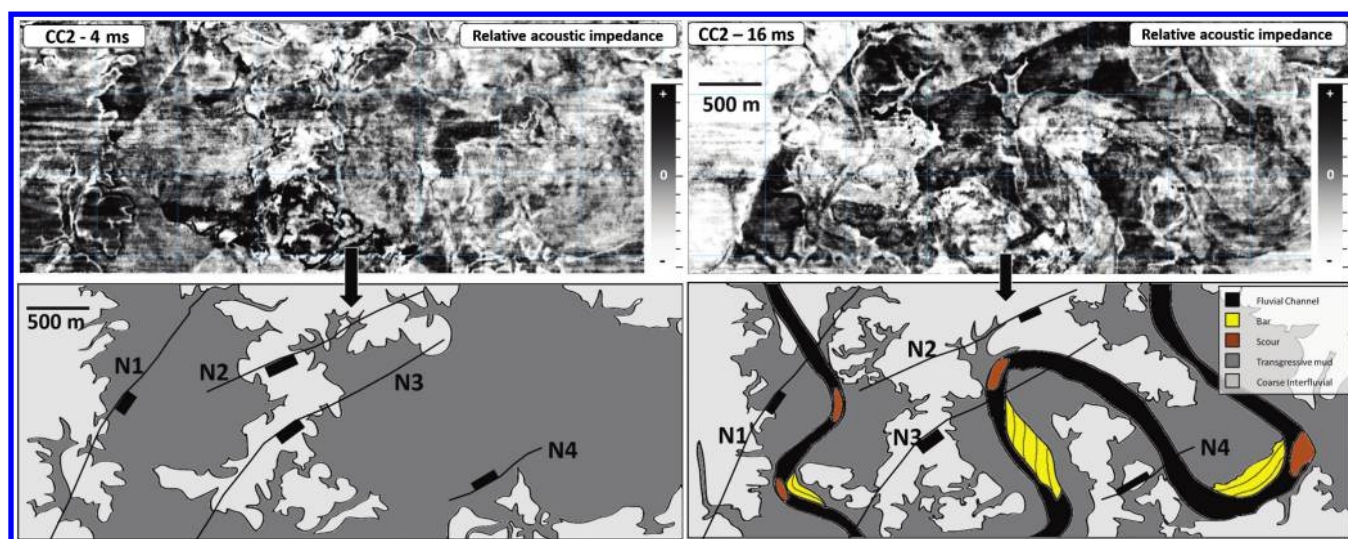 CC2 - 4 ms
Relative acoustic impedance
+
0
-
CC2 – 16 ms
Relative acoustic impedance
500 m
+
0
-
500 m
N1
N2
N3
N4
Fluvial Channel
Bar
Scour
Transgressive mud
Coarse Interfluvial
N2
N1
N3
N4